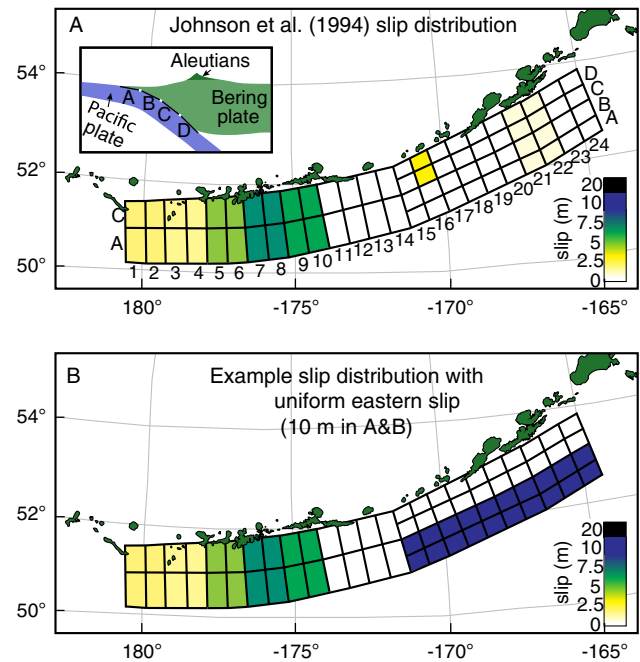 A
Johnson et al. (1994) slip distribution
Aleutians
A
B
C
D
Bering
plate
Pacific
plate
54°
52°
50°
C
A
D
C
B
A
1 2 3 4 5 6 7 8 9 10 11 12 13 14 15 16 17 18 19 20 21 22 23 24
slip (m)
20
10
7.5
5
2.5
0
180°
-175°
-170°
-165°
B
Example slip distribution with
uniform eastern slip
(10 m in A&B)
54°
52°
50°
slip (m)
20
10
7.5
5
2.5
0
180°
-175°
-170°
-165°